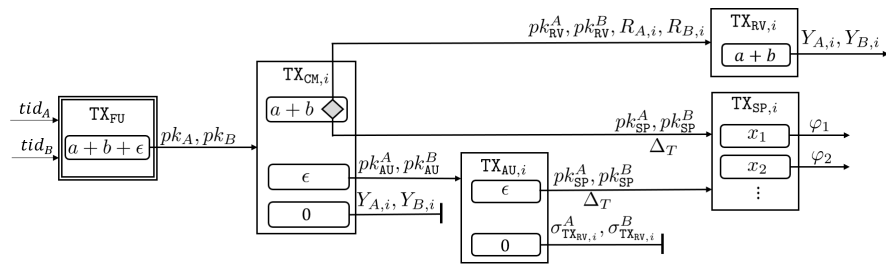 tid_A
tid_B
TX_FU
a + b + ϵ
pk_A, pk_B
TX_CM,i
a + b
ϵ
0
pk^A_RV, pk^B_RV, R_A,i, R_B,i
TX_RV,i
a + b
Y_A,i, Y_B,i
pk^A_SP, pk^B_SP
Δ_T
TX_SP,i
x_1
φ_1
x_2
φ_2
⋮
pk^A_AU, pk^B_AU
Y_A,i, Y_B,i
TX_AU,i
ϵ
0
pk^A_SP, pk^B_SP
Δ_T
σ^A_TX_RV,i, σ^B_TX_RV,i